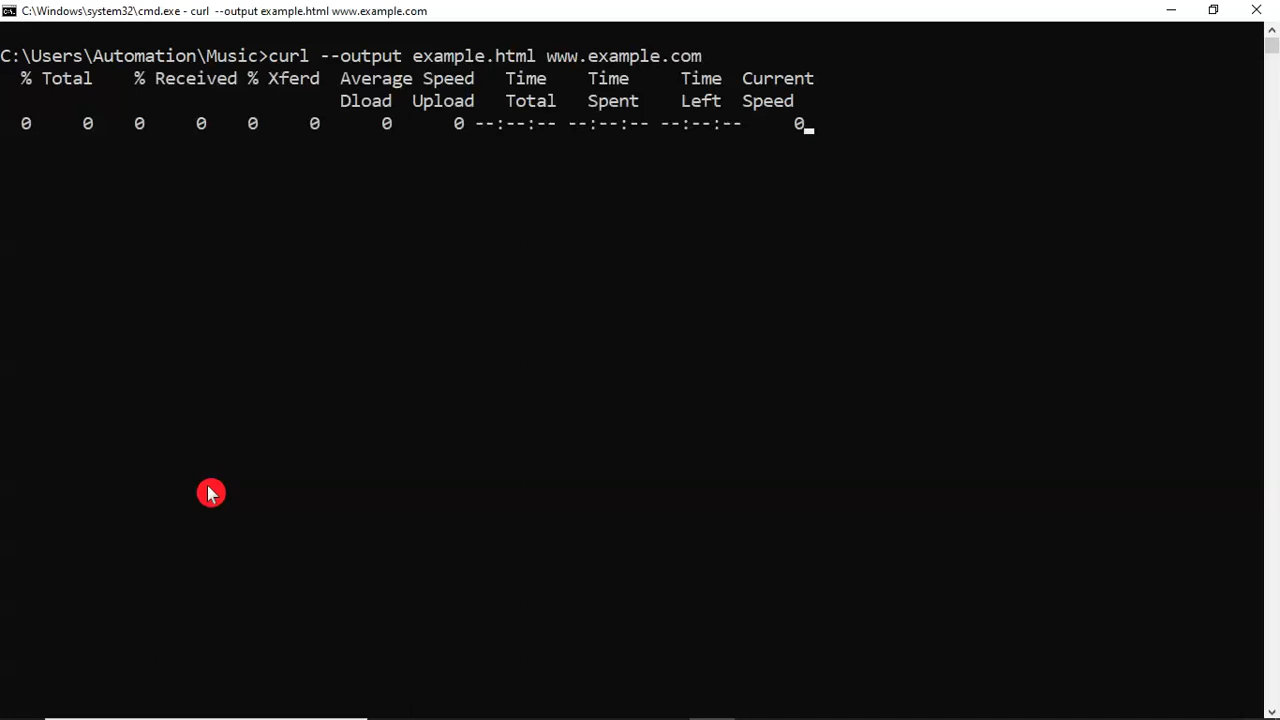 C:\Windows\system32\cmd.exe - curl --output example.html www.example.com
C:\Users\Automation\Music>curl --output example.html www.example.com
% Total % Received % Xferd Average Speed Time Time Time Current
Dload Upload Total Spent Left Speed
0 0 0 0 0 0 0 0 --:--:-- --:--:-- --:--:-- 0